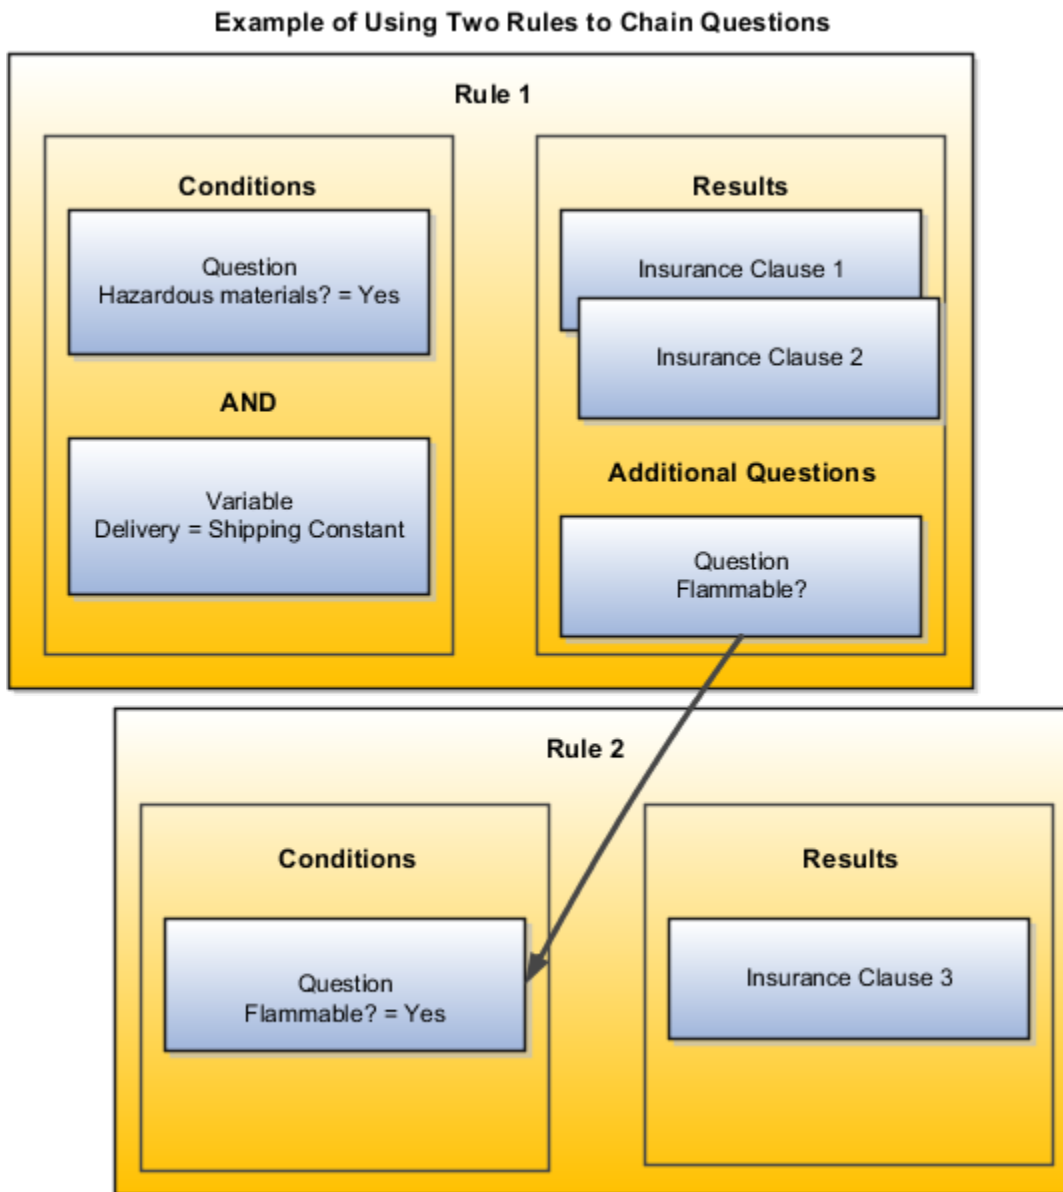 Example of Using Two Rules to Chain Questions
Rule 1
Conditions
Question
Hazardous materials? = Yes
AND
Variable
Delivery = Shipping Constant
Results
Insurance Clause 1
Insurance Clause 2
Additional Questions
Question
Flammable?
Rule 2
Conditions
Question
Flammable? = Yes
Results
Insurance Clause 3